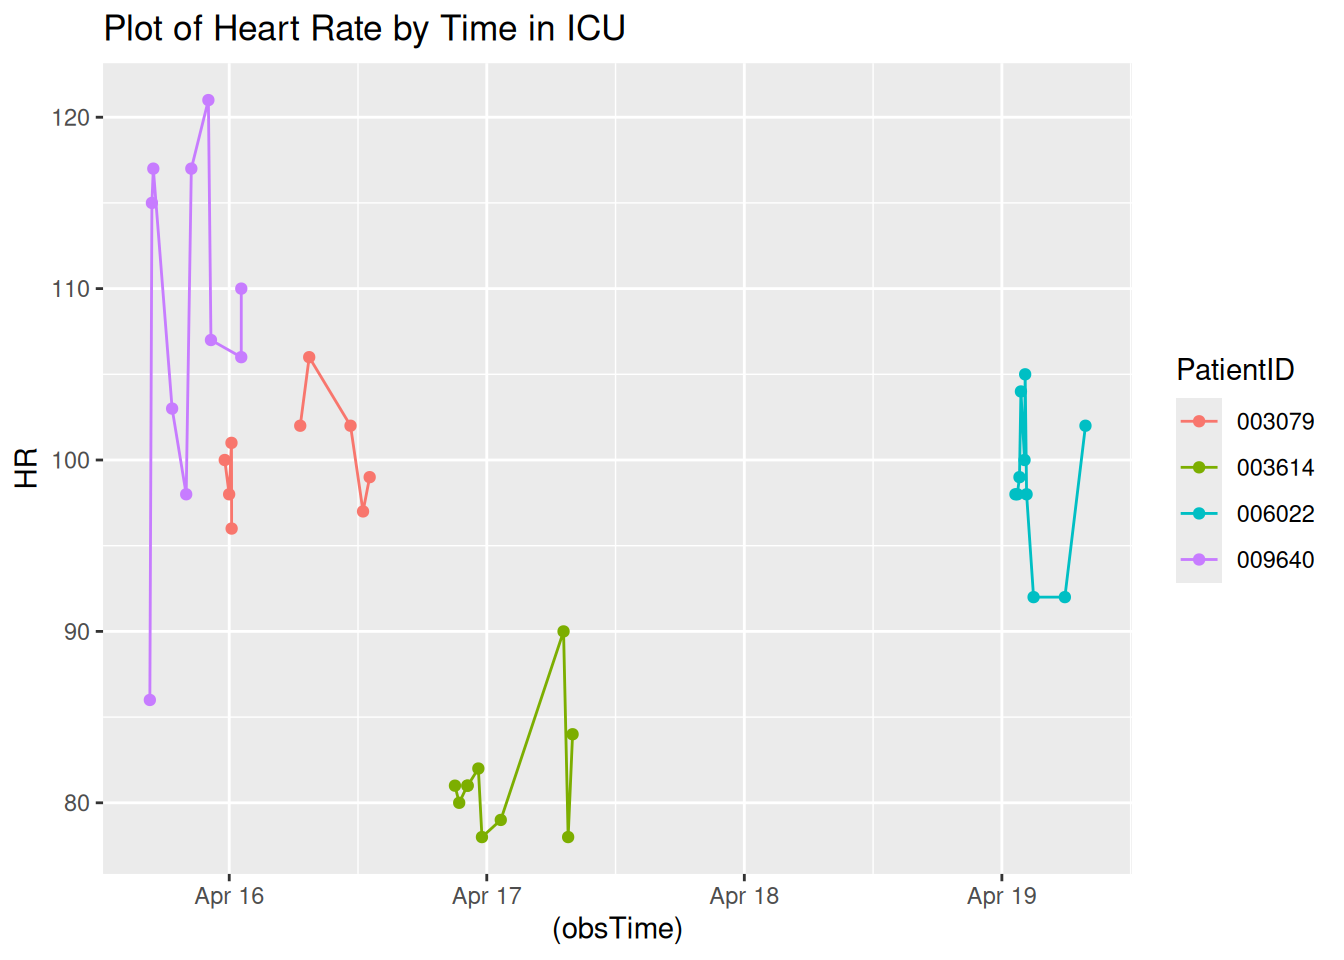 Plot of Heart Rate by Time in ICU
120
110
100
90
80
HR
Apr 16
Apr 17
Apr 18
Apr 19
(obsTime)
PatientID
003079
003614
006022
009640